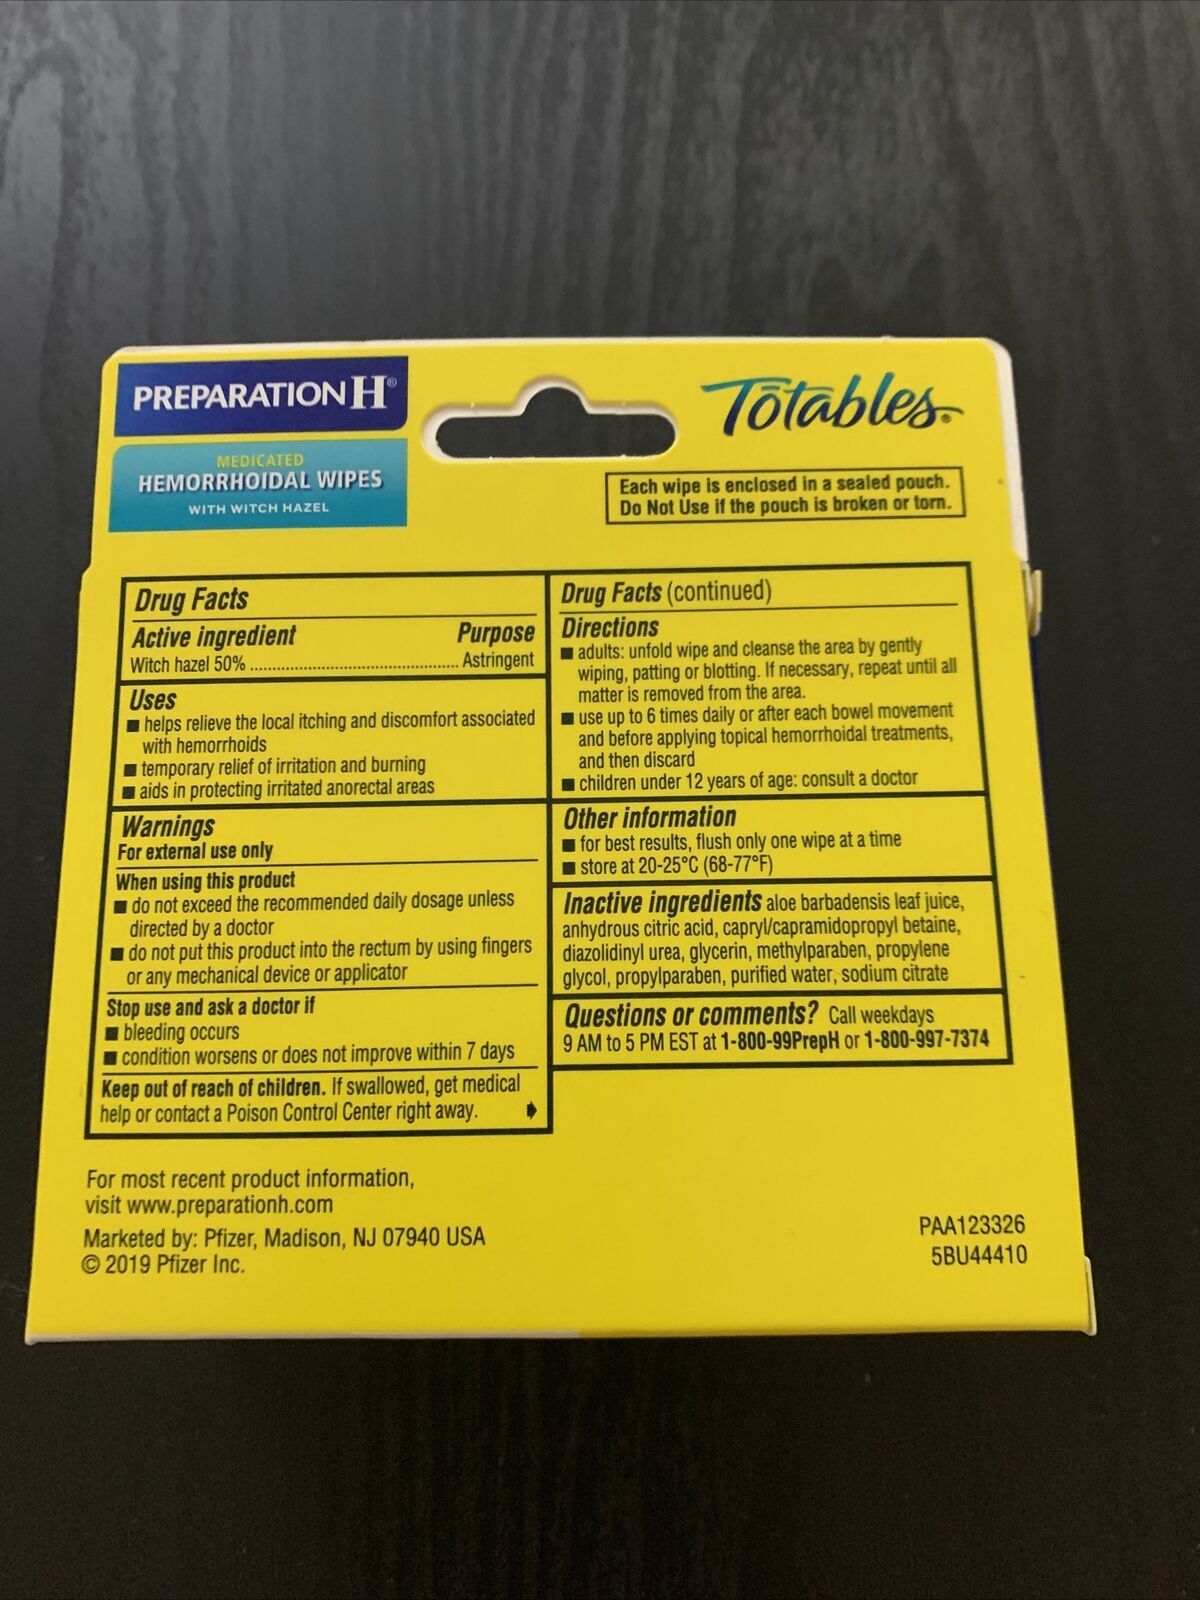 PREPARATION H®
MEDICATED
HEMORRHOIDAL WIPES
WITH WITCH HAZEL
Tōtables®
Each wipe is enclosed in a sealed pouch.
Do Not Use if the pouch is broken or torn.
Drug Facts
Active ingredient Purpose
Witch hazel 50% ............................................ Astringent
Uses
■ helps relieve the local itching and discomfort associated
with hemorrhoids
■ temporary relief of irritation and burning
■ aids in protecting irritated anorectal areas
Warnings
For external use only
When using this product
■ do not exceed the recommended daily dosage unless
directed by a doctor
■ do not put this product into the rectum by using fingers
or any mechanical device or applicator
Stop use and ask a doctor if
■ bleeding occurs
■ condition worsens or does not improve within 7 days
Keep out of reach of children. If swallowed, get medical
help or contact a Poison Control Center right away.
Drug Facts (continued)
Directions
■ adults: unfold wipe and cleanse the area by gently
wiping, patting or blotting. If necessary, repeat until all
matter is removed from the area.
■ use up to 6 times daily or after each bowel movement
and before applying topical hemorrhoidal treatments,
and then discard
■ children under 12 years of age: consult a doctor
Other information
■ for best results, flush only one wipe at a time
■ store at 20-25°C (68-77°F)
Inactive ingredients aloe barbadensis leaf juice,
anhydrous citric acid, capryl/capramidopropyl betaine,
diazolidinyl urea, glycerin, methylparaben, propylene
glycol, propylparaben, purified water, sodium citrate
Questions or comments? Call weekdays
9 AM to 5 PM EST at 1-800-99PrepH or 1-800-997-7374
For most recent product information,
visit www.preparationh.com
Marketed by: Pfizer, Madison, NJ 07940 USA
© 2019 Pfizer Inc.
PAA123326
5BU44410